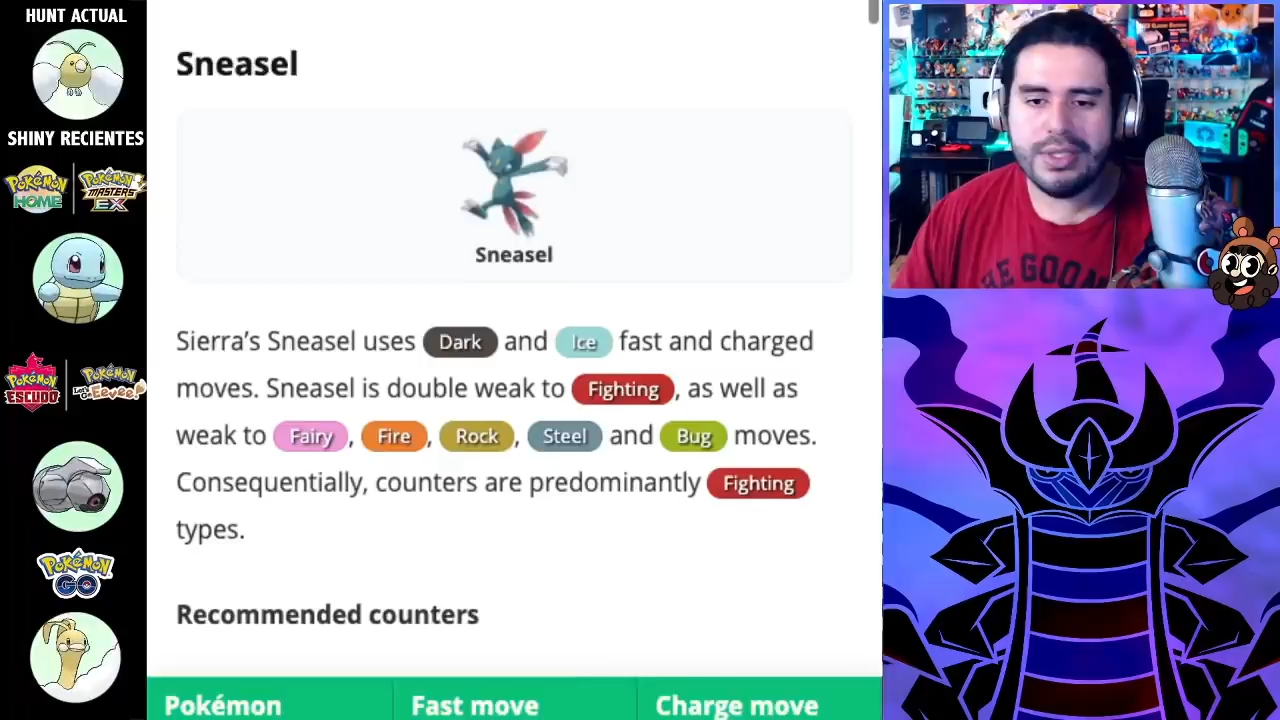 HUNT ACTUAL
SHINY RECIENTES
POKÉMON HOME
POKÉMON MASTERS EX
POKÉMON ESCUDO
POKÉMON Let's Go, Eevee!
POKÉMON GO
Sneasel
Sneasel
Sierra’s Sneasel uses Dark and Ice fast and charged
moves. Sneasel is double weak to Fighting, as well as
weak to Fairy, Fire, Rock, Steel and Bug moves.
Consequentially, counters are predominantly Fighting
types.
Recommended counters
Pokémon Fast move Charge move
HE GOON